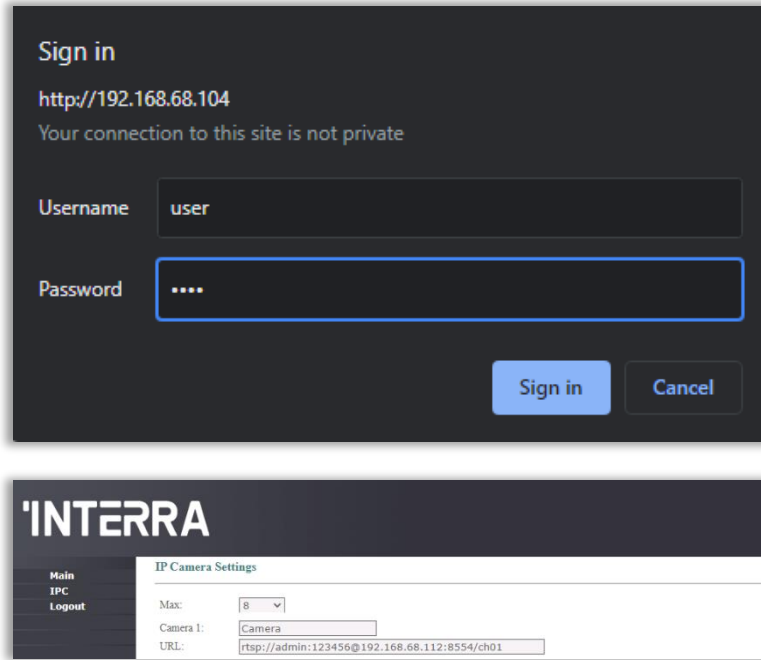 Sign in
http://192.168.68.104
Your connection to this site is not private
Username user
Password ••••
Sign in Cancel
INTERRA
Main
IPC
Logout
IP Camera Settings
Max: 8
Camera 1: Camera
URL: rtsp://admin:123456@192.168.68.112:8554/ch01